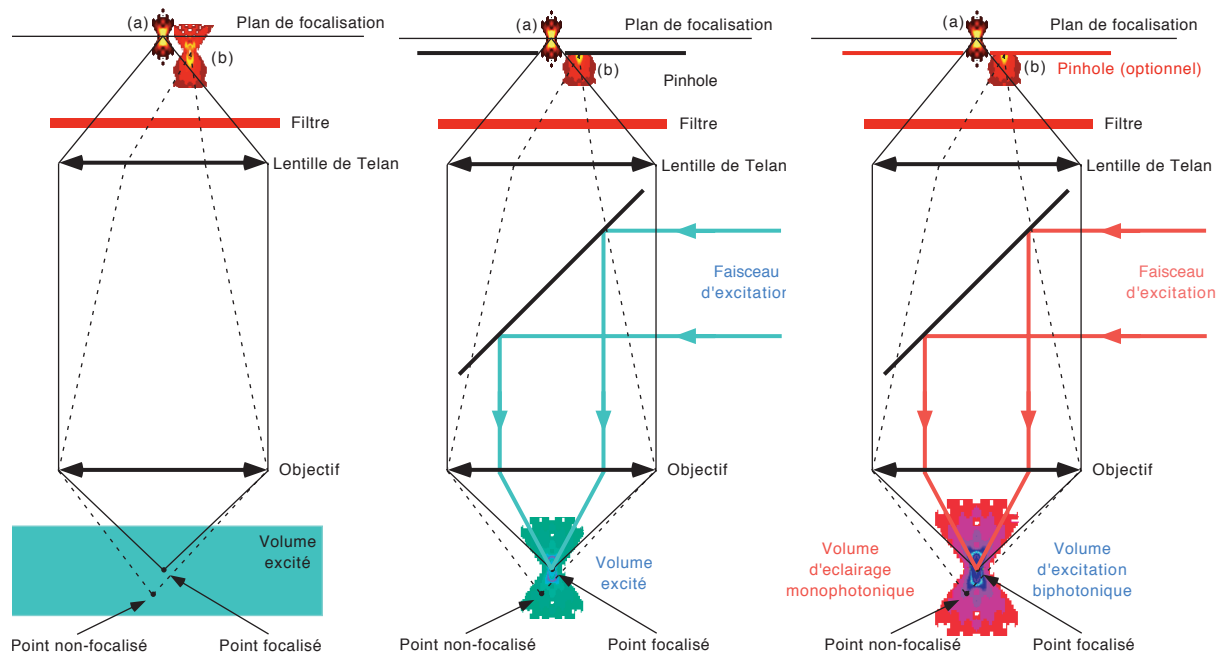 (a)
Plan de focalisation
(b)
Filtre
Lentille de Telan
Objectif
Volume
excité
Point non-focalisé
Point focalisé
(a)
Plan de focalisation
(b)
Pinhole
Filtre
Lentille de Telan
Faisceau
d'excitation
Objectif
Volume
excité
Point non-focalisé
Point focalisé
(a)
Plan de focalisation
(b)
Pinhole (optionnel)
Filtre
Lentille de Telan
Faisceau
d'excitation
Objectif
Volume
d'eclairage
monophotonique
Volume
d'excitation
biphotonique
Point non-focalisé
Point focalisé